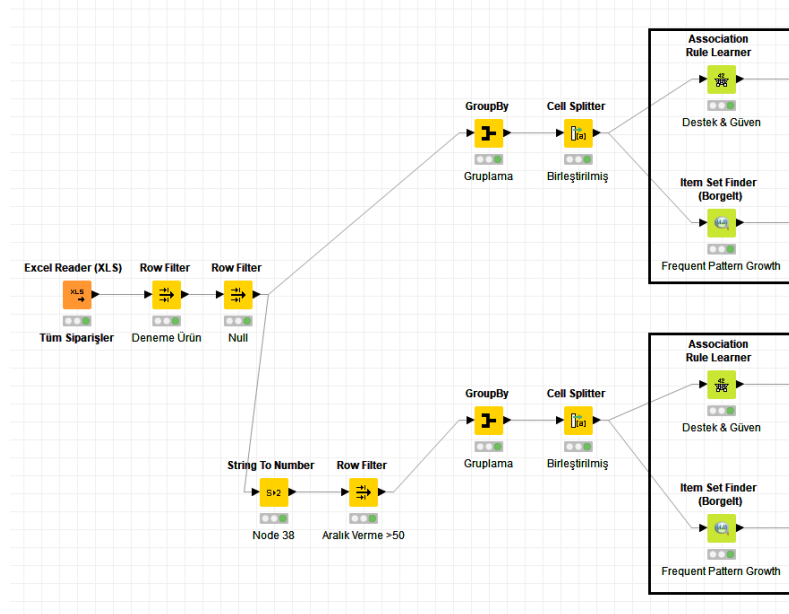 Association
Rule Learner
Destek & Güven
GroupBy
Gruplama
Cell Splitter
Birleştirilmiş
Item Set Finder
(Borgelt)
Frequent Pattern Growth
Excel Reader (XLS)
XLS
Tüm Siparişler
Row Filter
Deneme Ürün
Row Filter
Null
Association
Rule Learner
Destek & Güven
GroupBy
Gruplama
Cell Splitter
Birleştirilmiş
String To Number
S▸2
Node 38
Row Filter
Aralık Verme >50
Item Set Finder
(Borgelt)
Frequent Pattern Growth